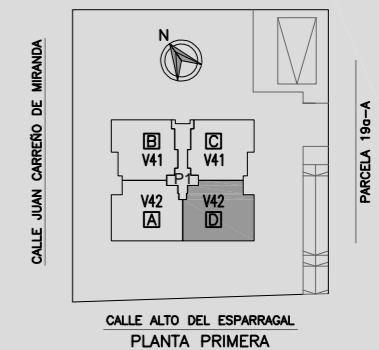 N
CALLE JUAN CARREÑO DE MIRANDA
B
C
V41
V41
P1
V42
V42
A
D
PARCELA 19a-A
CALLE ALTO DEL ESPARRAGAL
PLANTA PRIMERA